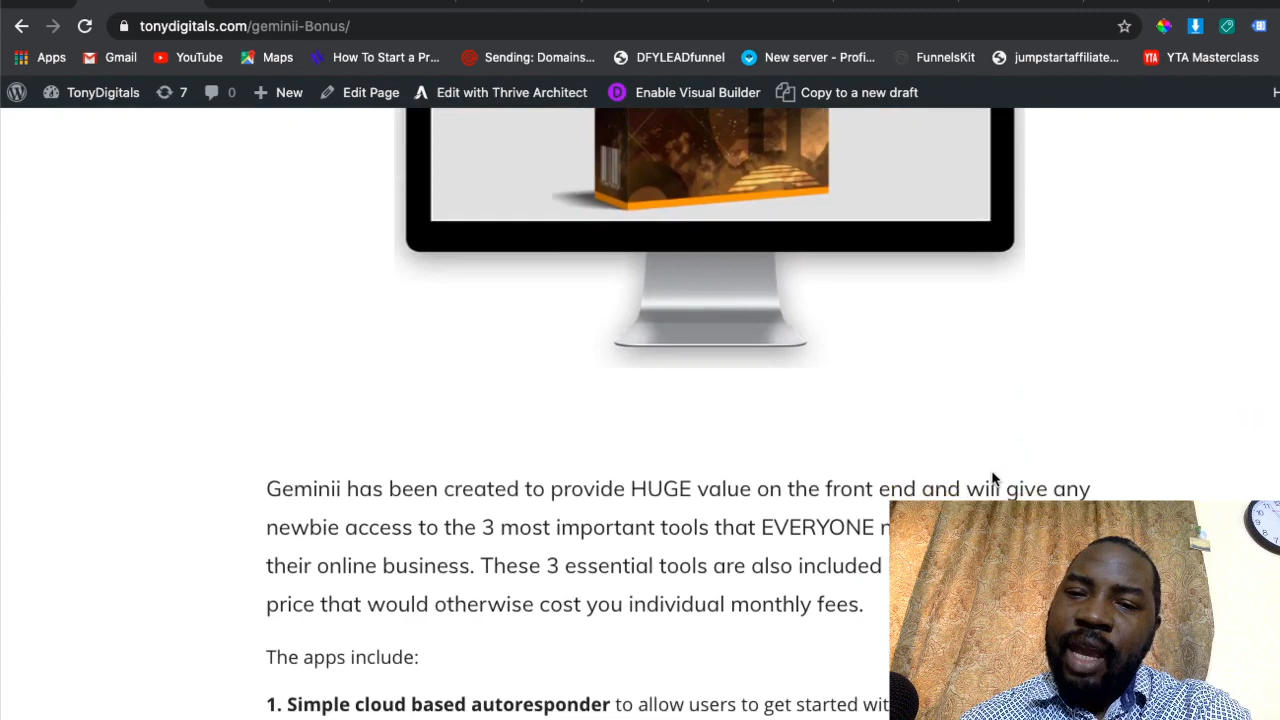 tonydigitals.com/geminii-Bonus/
Apps Gmail YouTube Maps How To Start a Pr... Sending: Domains... DFYLEADfunnel New server - Profi... FunnelsKit jumpstartaffiliate... YTA YTA Masterclass
TonyDigitals 7 0 New Edit Page Edit with Thrive Architect D Enable Visual Builder Copy to a new draft
Geminii has been created to provide HUGE value on the front end and will give any
newbie access to the 3 most important tools that EVERYONE
their online business. These 3 essential tools are also included
price that would otherwise cost you individual monthly fees.
The apps include:
1. Simple cloud based autoresponder to allow users to get started